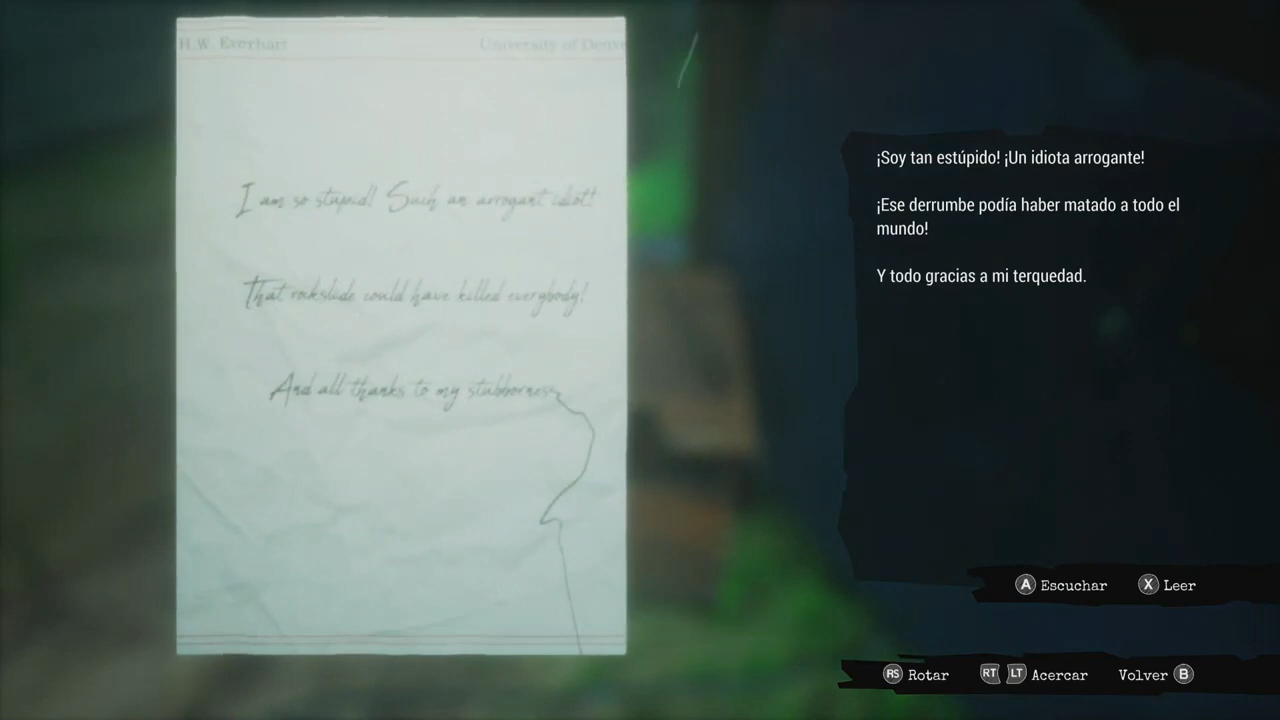 H.W. Everhart University of Denve
I am so stupid! Such an arrogant idiot!
That rockslide could have killed everybody!
And all thanks to my stubbornes
¡Soy tan estúpido! ¡Un idiota arrogante!
¡Ese derrumbe podía haber matado a todo el
mundo!
Y todo gracias a mi terquedad.
A Escuchar X Leer
RS Rotar RT LT Acercar Volver B